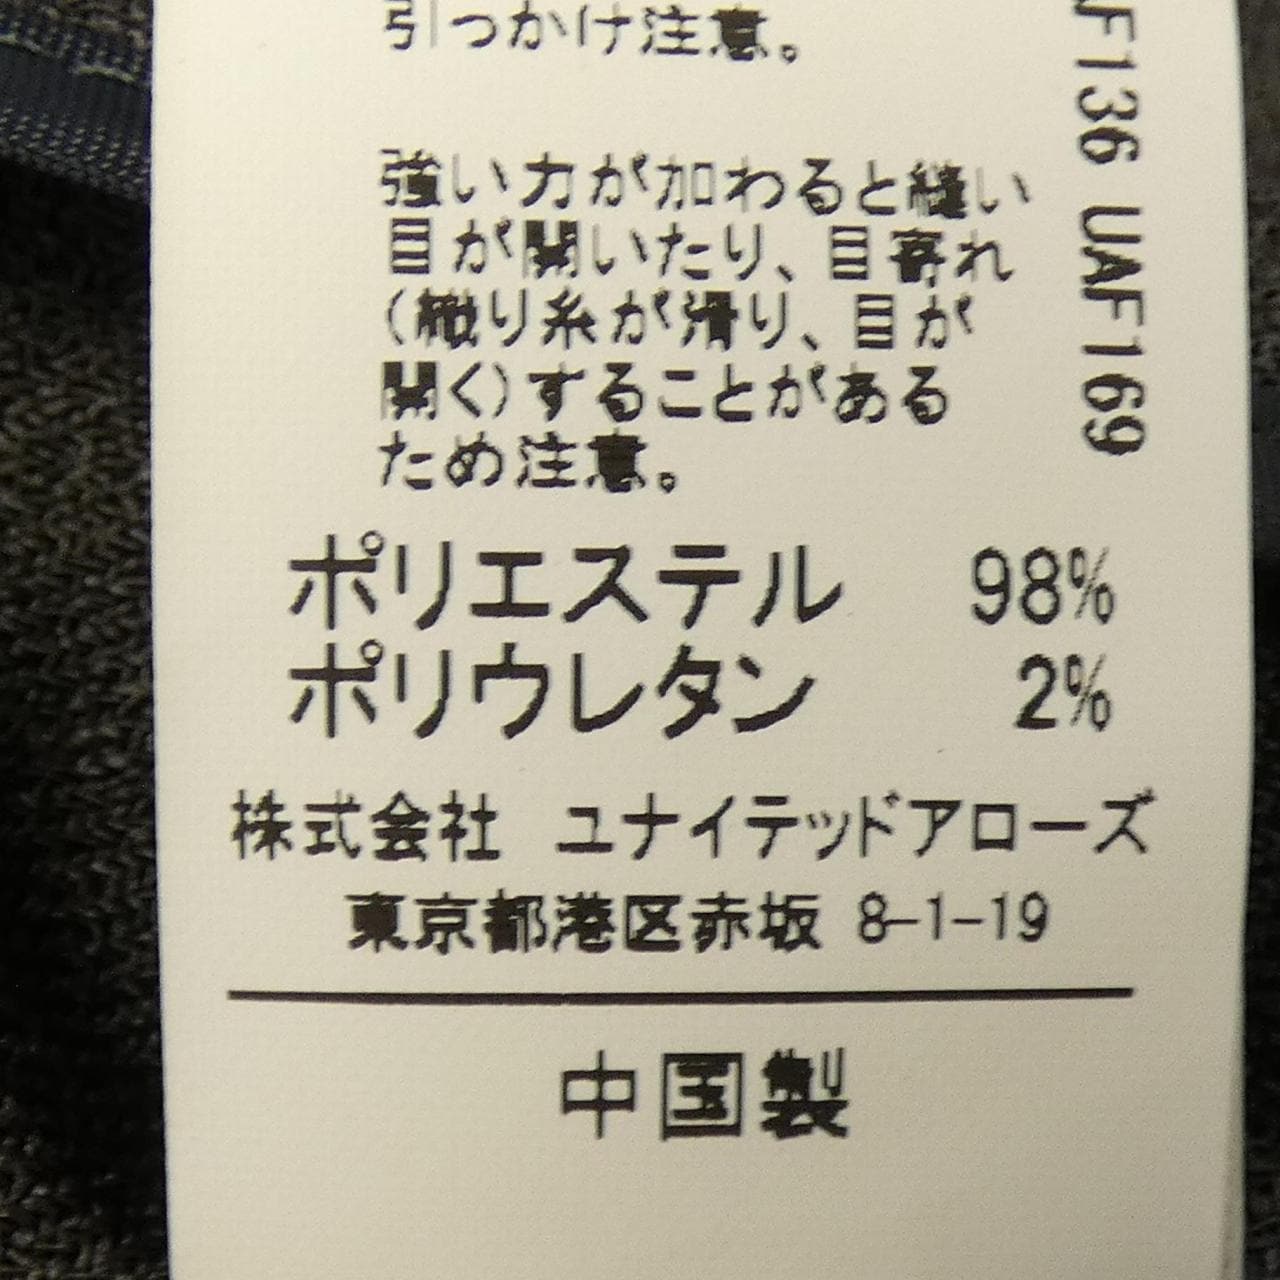 引っかけ注意。
強い力が加わると縫い
目が開いたり、目寄れ
(織り糸が滑り、目が
開く)することがある
ため注意。
ポリエステル 98%
ポリウレタン 2%
株式会社 ユナイテッドアローズ
東京都港区赤坂 8-1-19
中国製
AF136 UAF169